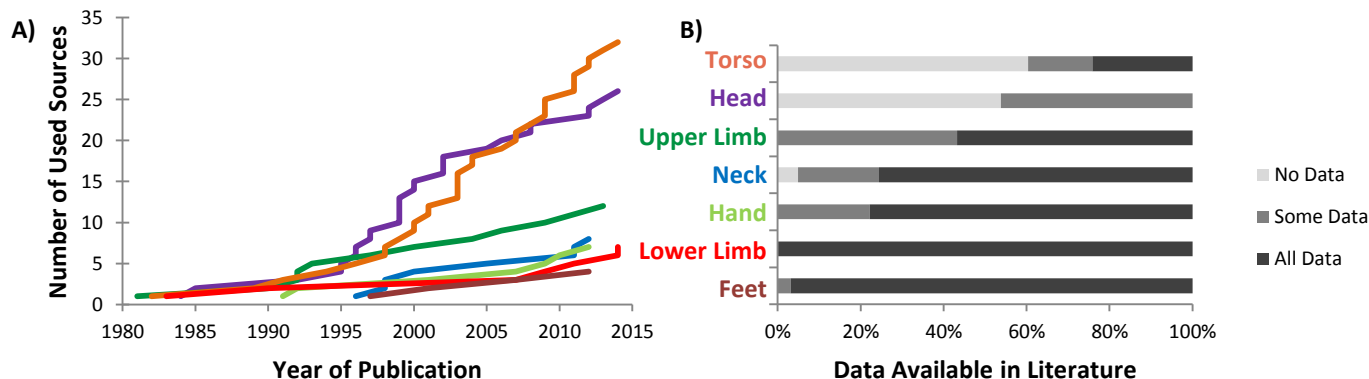 A)
Number of Used Sources
35
30
25
20
15
10
5
0
1980 1985 1990 1995 2000 2005 2010 2015
Year of Publication
B)
Torso
Head
Upper Limb
Neck
Hand
Lower Limb
Feet
0% 20% 40% 60% 80% 100%
Data Available in Literature
No Data
Some Data
All Data